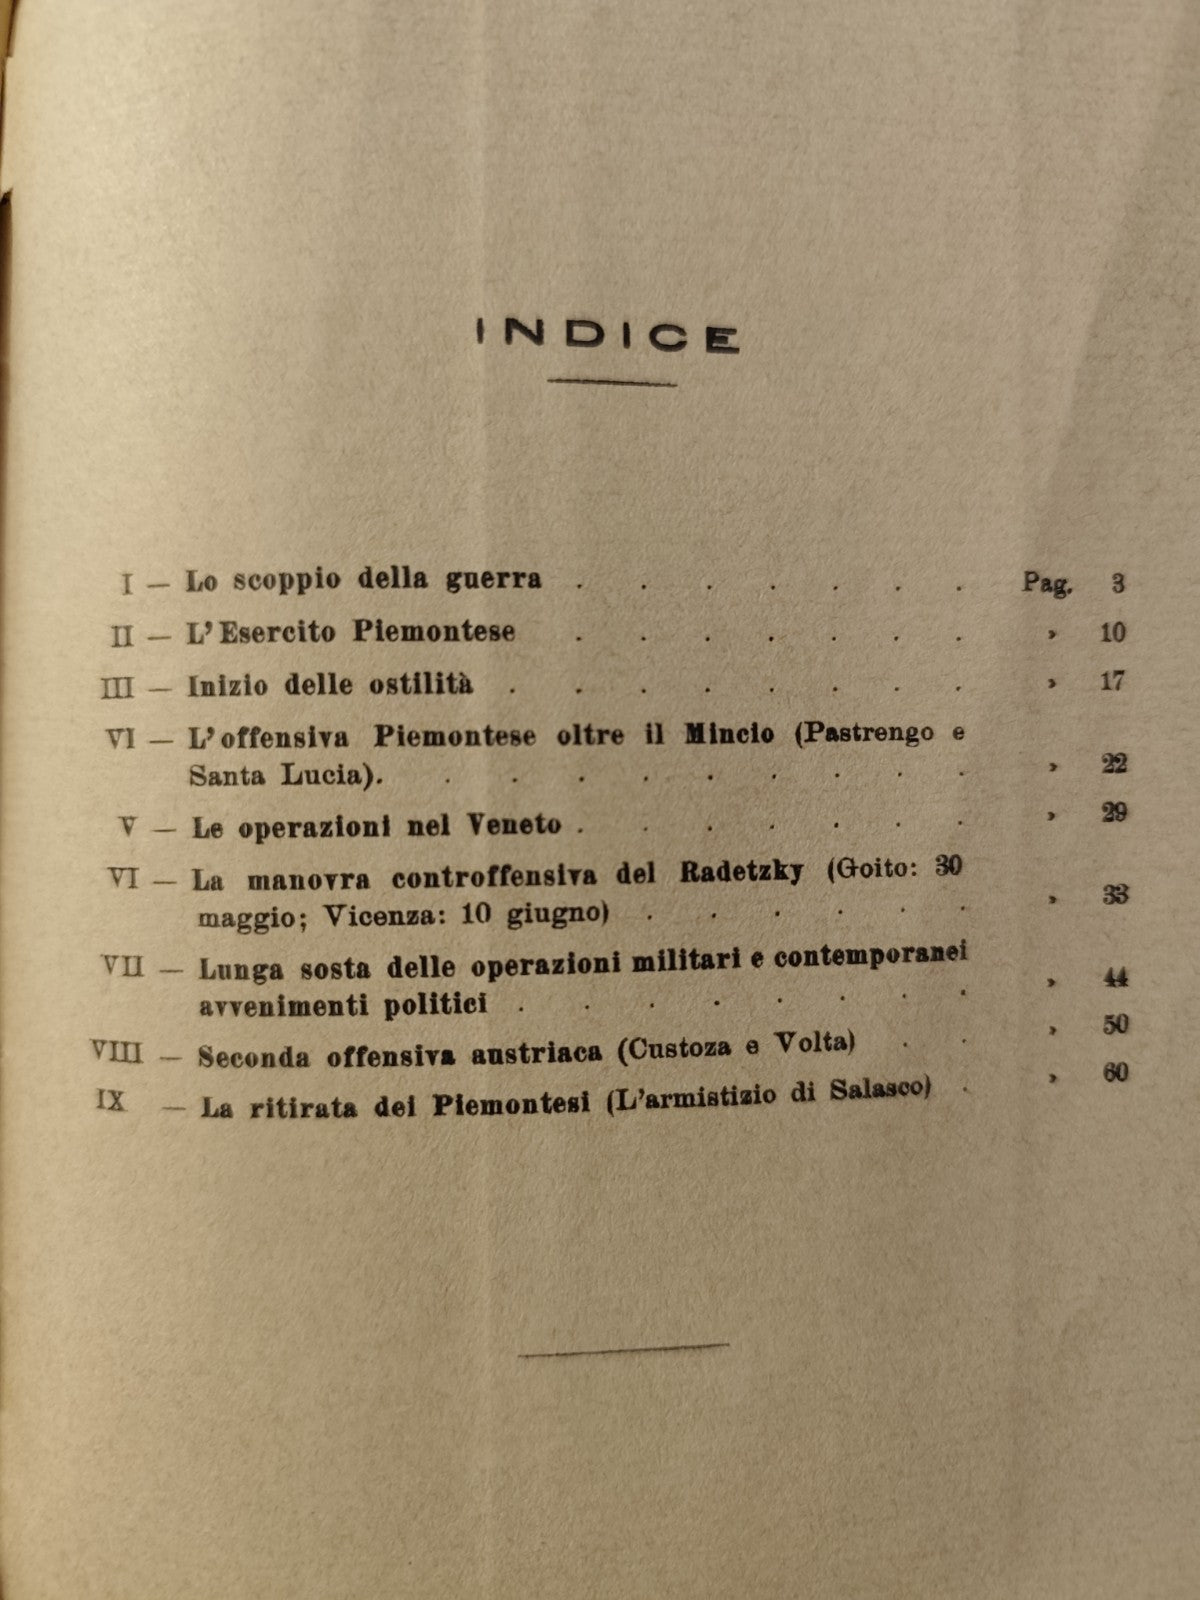 INDICE
I — Lo scoppio della guerra . . . . . . . Pag. 3
II — L'Esercito Piemontese . . . . . . . » 10
III — Inizio delle ostilità . . . . . . . . » 17
VI — L'offensiva Piemontese oltre il Mincio (Pastrengo e
Santa Lucia). . . . . . . . . . » 22
V — Le operazioni nel Veneto . . . . . . . » 29
VI — La manovra controffensiva del Radetzky (Goito: 30
maggio; Vicenza: 10 giugno) . . . . . . » 33
VII — Lunga sosta delle operazioni militari e contemporanei
avvenimenti politici . . . . . . . . » 44
VIII — Seconda offensiva austriaca (Custoza e Volta) . . » 50
IX — La ritirata dei Piemontesi (L'armistizio di Salasco) . » 60